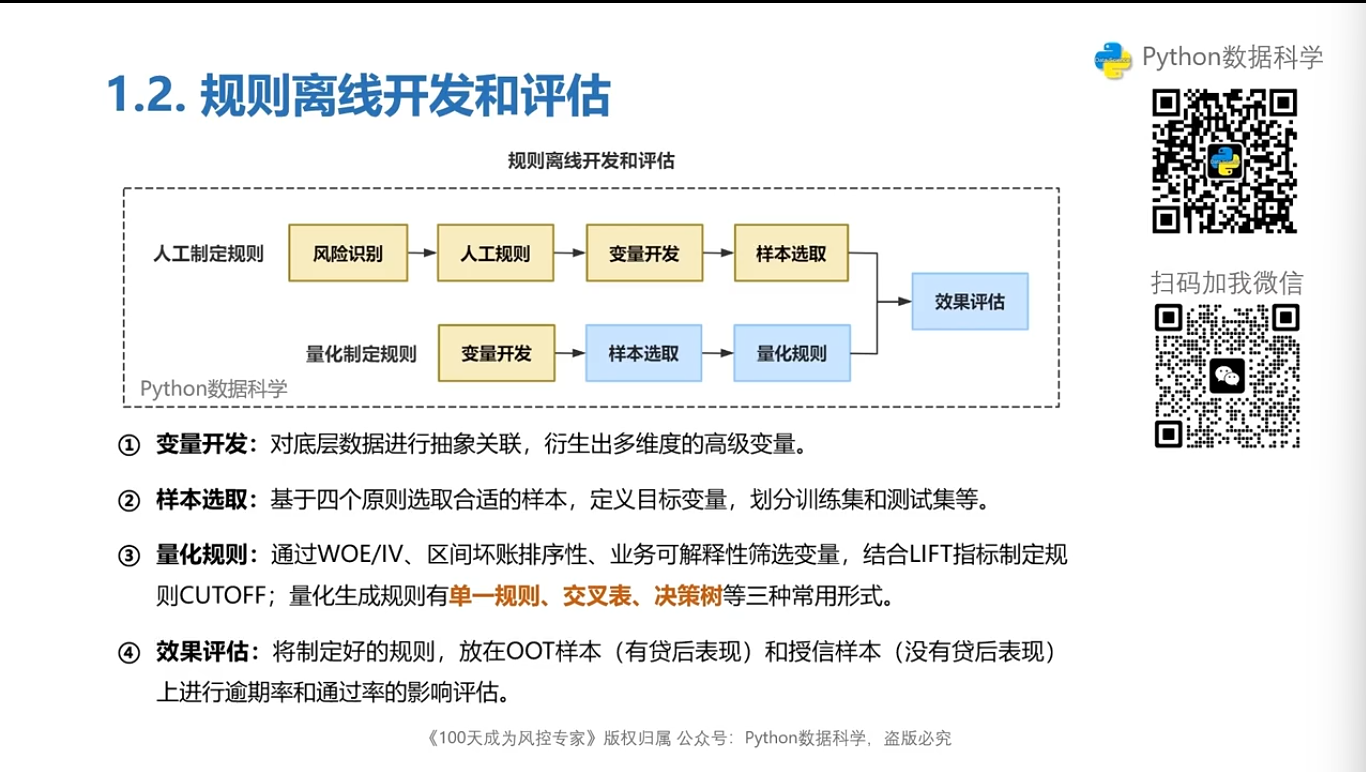 Python数据科学
1.2. 规则离线开发和评估
规则离线开发和评估
人工制定规则
风险识别
人工规则
变量开发
样本选取
效果评估
量化制定规则
变量开发
样本选取
量化规则
Python数据科学
扫码加我微信
① 变量开发：对底层数据进行抽象关联，衍生出多维度的高级变量。
② 样本选取：基于四个原则选取合适的样本，定义目标变量，划分训练集和测试集等。
③ 量化规则：通过WOE/IV、区间坏账排序性、业务可解释性筛选变量，结合LIFT指标制定规
则CUTOFF；量化生成规则有单一规则、交叉表、决策树等三种常用形式。
④ 效果评估：将制定好的规则，放在OOT样本（有贷后表现）和授信样本（没有贷后表现）
上进行逾期率和通过率的影响评估。
《100天成为风控专家》版权归属 公众号：Python数据科学，盗版必究